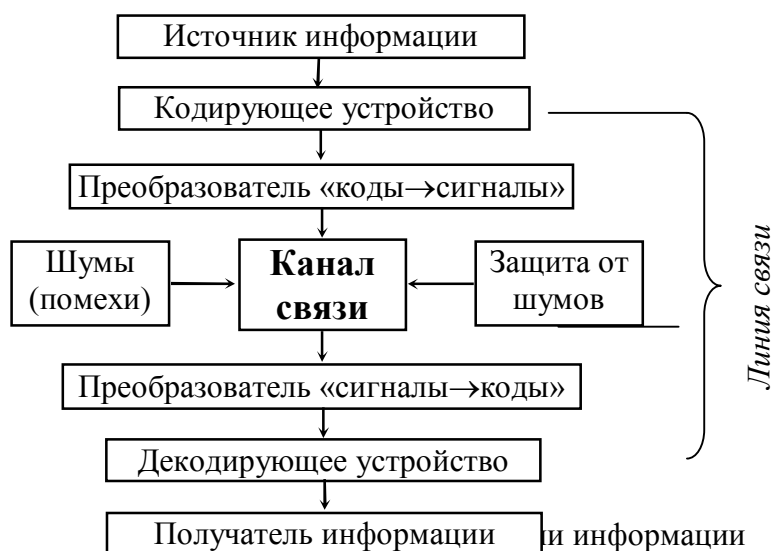 Источник информации
Кодирующее устройство
Преобразователь «коды→сигналы»
Шумы
(помехи)
Канал
связи
Защита от
шумов
Линия связи
Преобразователь «сигналы→коды»
Декодирующее устройство
Получатель информации
информации